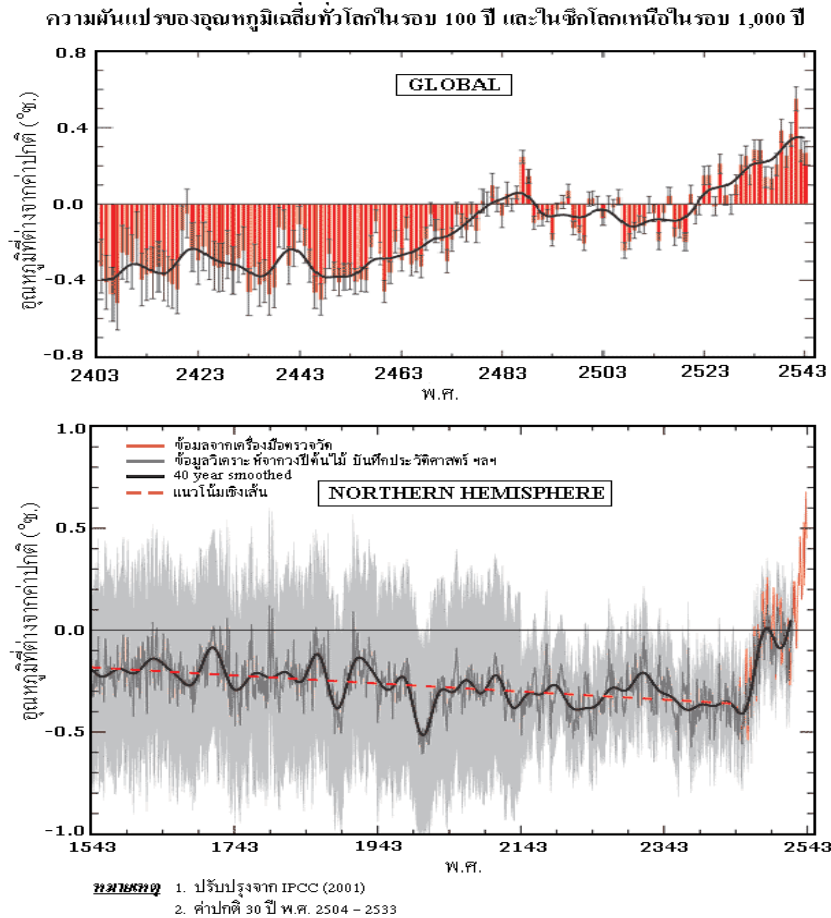 ความผันแปรของอุณหภูมิเฉลี่ยทั่วโลกในรอบ 100 ปี และในซีกโลกเหนือในรอบ 1,000 ปี
GLOBAL
อุณหภูมิที่ต่างจากค่าปกติ (°ซ.)
0.8
0.4
0.0
-0.4
-0.8
2403 2423 2443 2463 2483 2503 2523 2543
พ.ศ.
NORTHERN HEMISPHERE
ข้อมูลจากเครื่องมือตรวจวัด
ข้อมูลวิเคราะห์จากวงปีต้นไม้ บันทึกประวัติศาสตร์ ฯลฯ
40 year smoothed
แนวโน้มเชิงเส้น
อุณหภูมิที่ต่างจากค่าปกติ (°ซ.)
1.0
0.5
0.0
-0.5
-1.0
1543 1743 1943 2143 2343 2543
พ.ศ.
หมายเหตุ 1. ปรับปรุงจาก IPCC (2001)
2. ค่าปกติ 30 ปี พ.ศ. 2504 – 2533